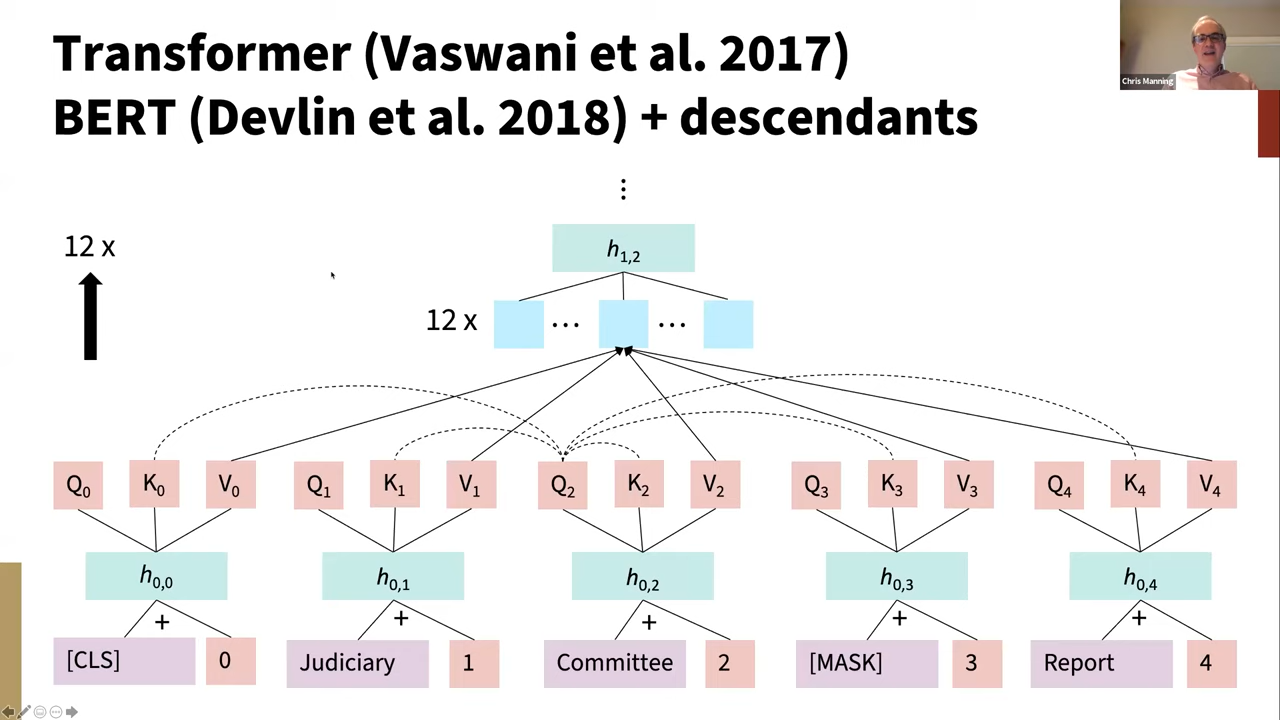 Transformer (Vaswani et al. 2017)
BERT (Devlin et al. 2018) + descendants
Chris Manning
⋮
12 x
h1,2
12 x
… …
Q0 K0 V0 Q1 K1 V1 Q2 K2 V2 Q3 K3 V3 Q4 K4 V4
h0,0 h0,1 h0,2 h0,3 h0,4
+ + + + +
[CLS] 0 Judiciary 1 Committee 2 [MASK] 3 Report 4